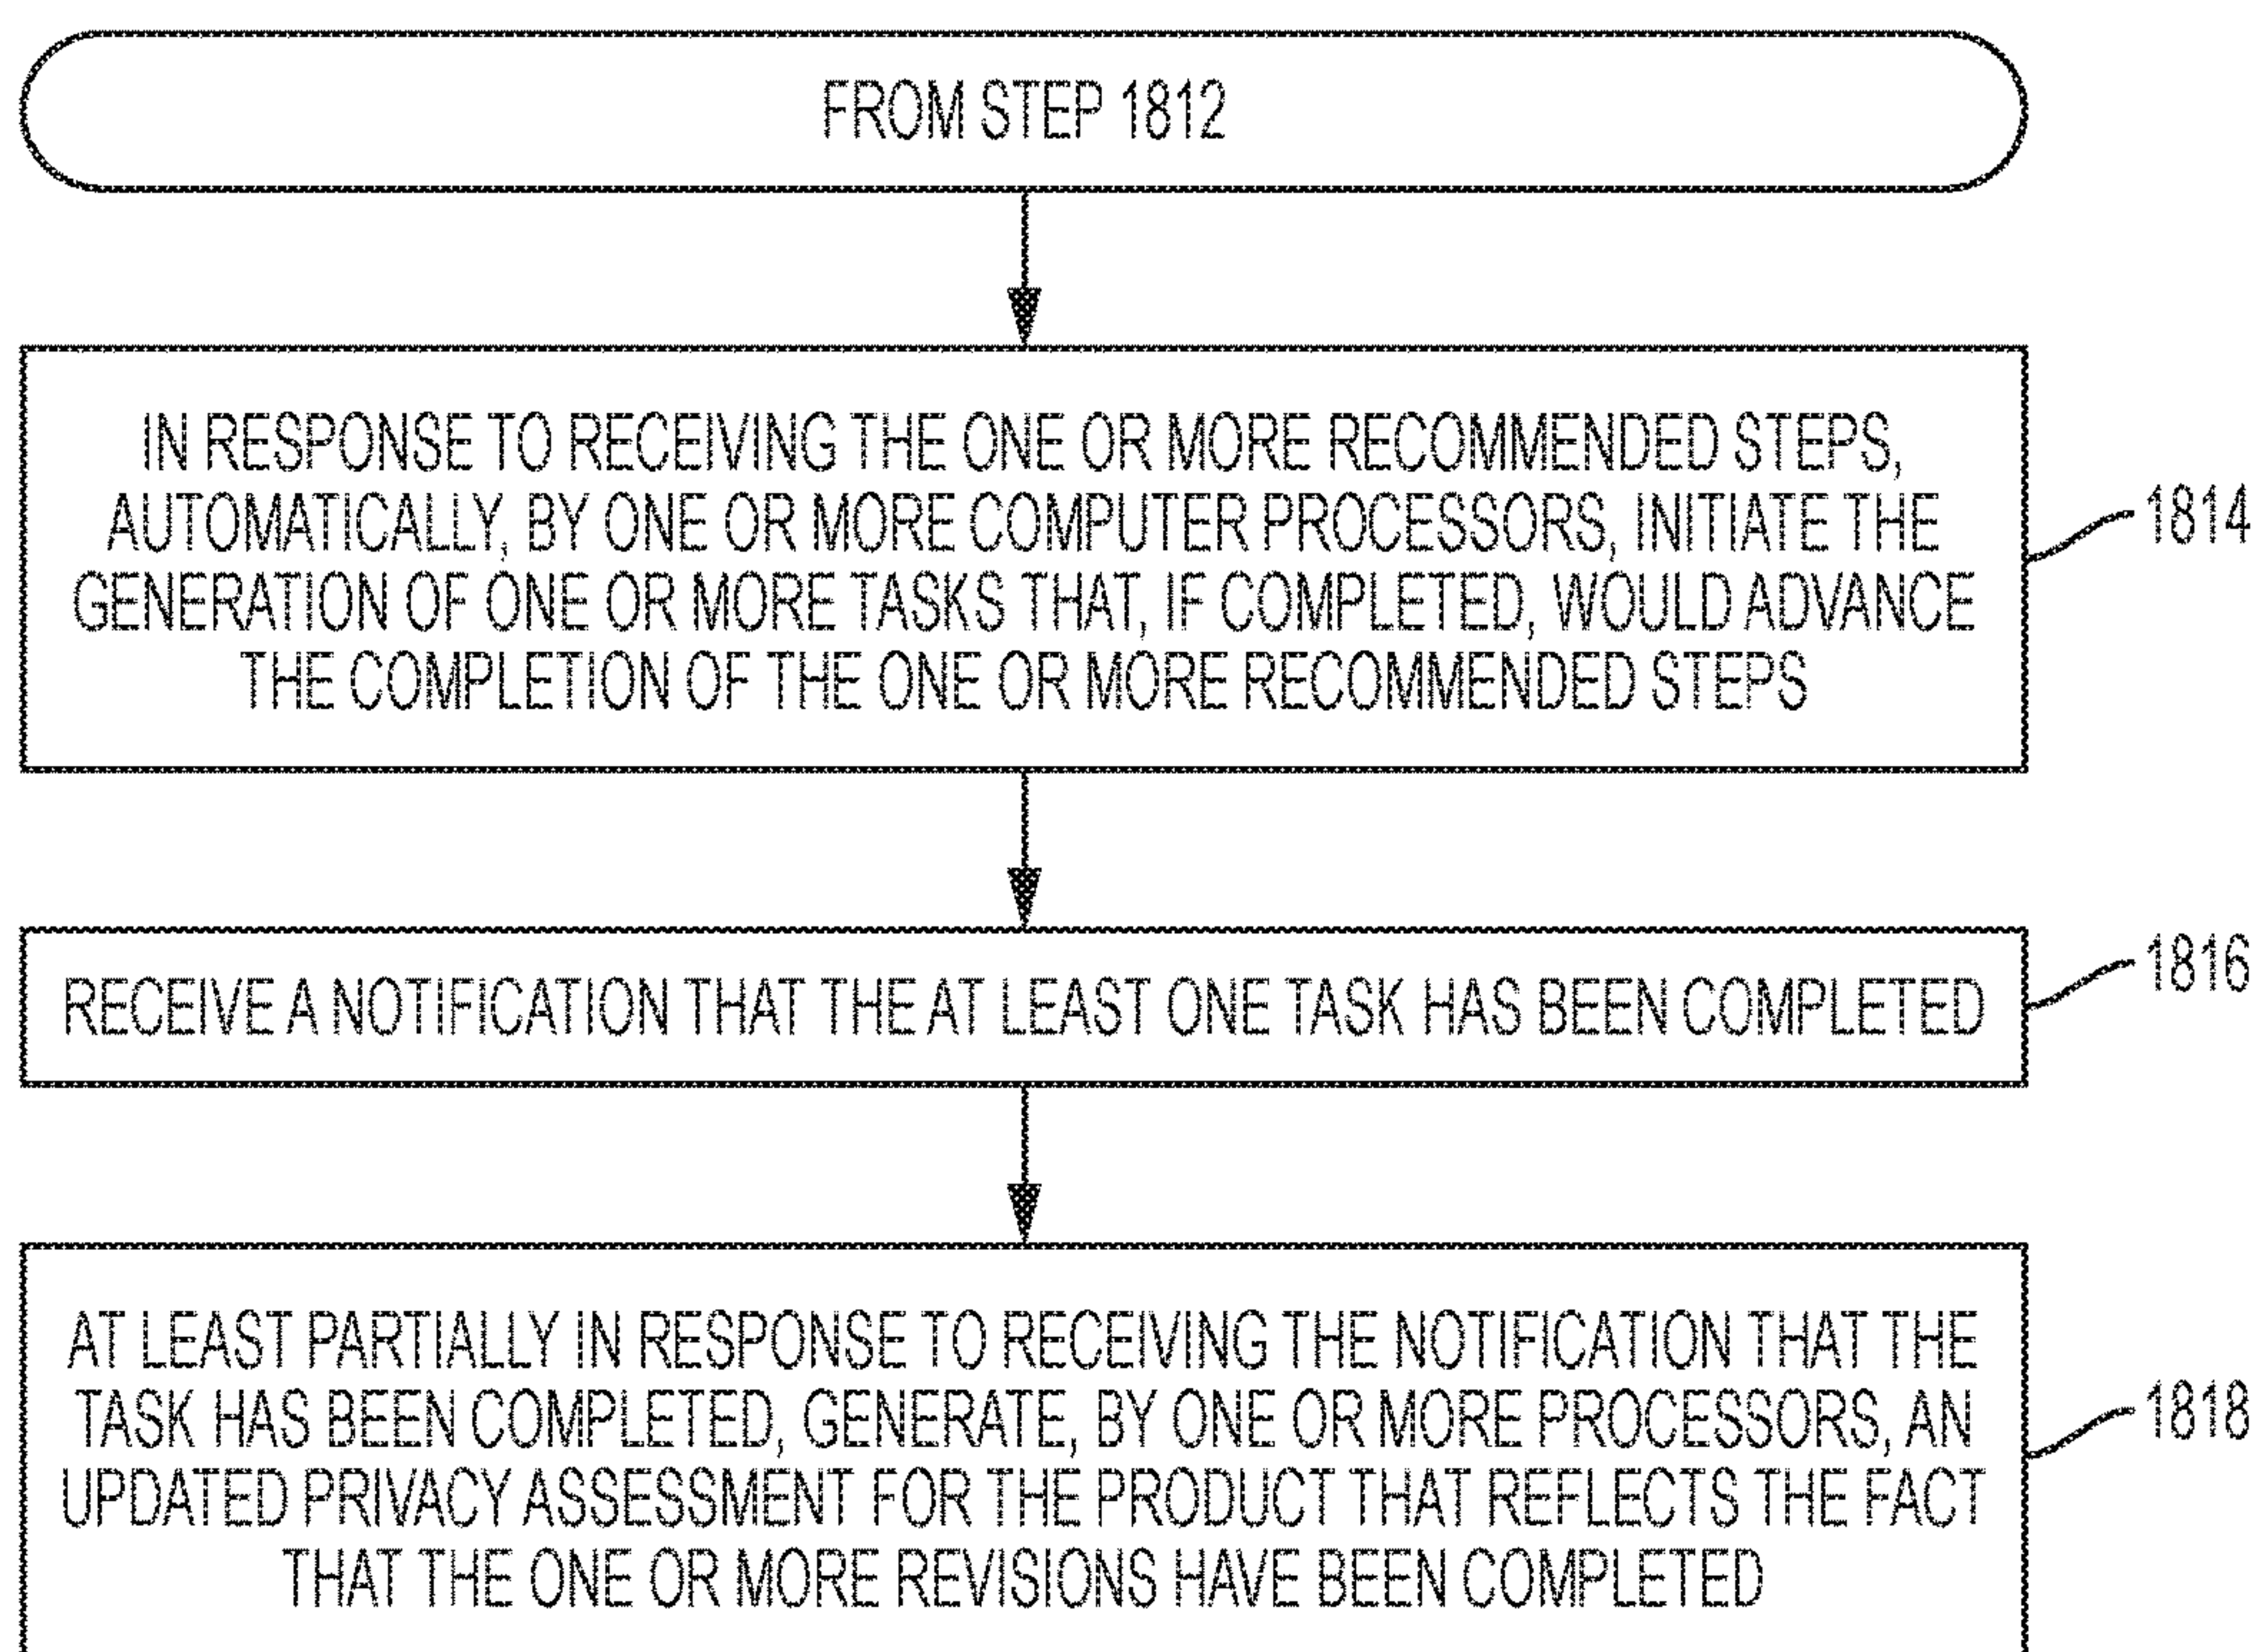 FROM STEP 1812
IN RESPONSE TO RECEIVING THE ONE OR MORE RECOMMENDED STEPS,
AUTOMATICALLY, BY ONE OR MORE COMPUTER PROCESSORS, INITIATE THE
GENERATION OF ONE OR MORE TASKS THAT, IF COMPLETED, WOULD ADVANCE
THE COMPLETION OF THE ONE OR MORE RECOMMENDED STEPS
1814
RECEIVE A NOTIFICATION THAT THE AT LEAST ONE TASK HAS BEEN COMPLETED
1816
AT LEAST PARTIALLY IN RESPONSE TO RECEIVING THE NOTIFICATION THAT THE
TASK HAS BEEN COMPLETED, GENERATE, BY ONE OR MORE PROCESSORS, AN
UPDATED PRIVACY ASSESSMENT FOR THE PRODUCT THAT REFLECTS THE FACT
THAT THE ONE OR MORE REVISIONS HAVE BEEN COMPLETED
1818